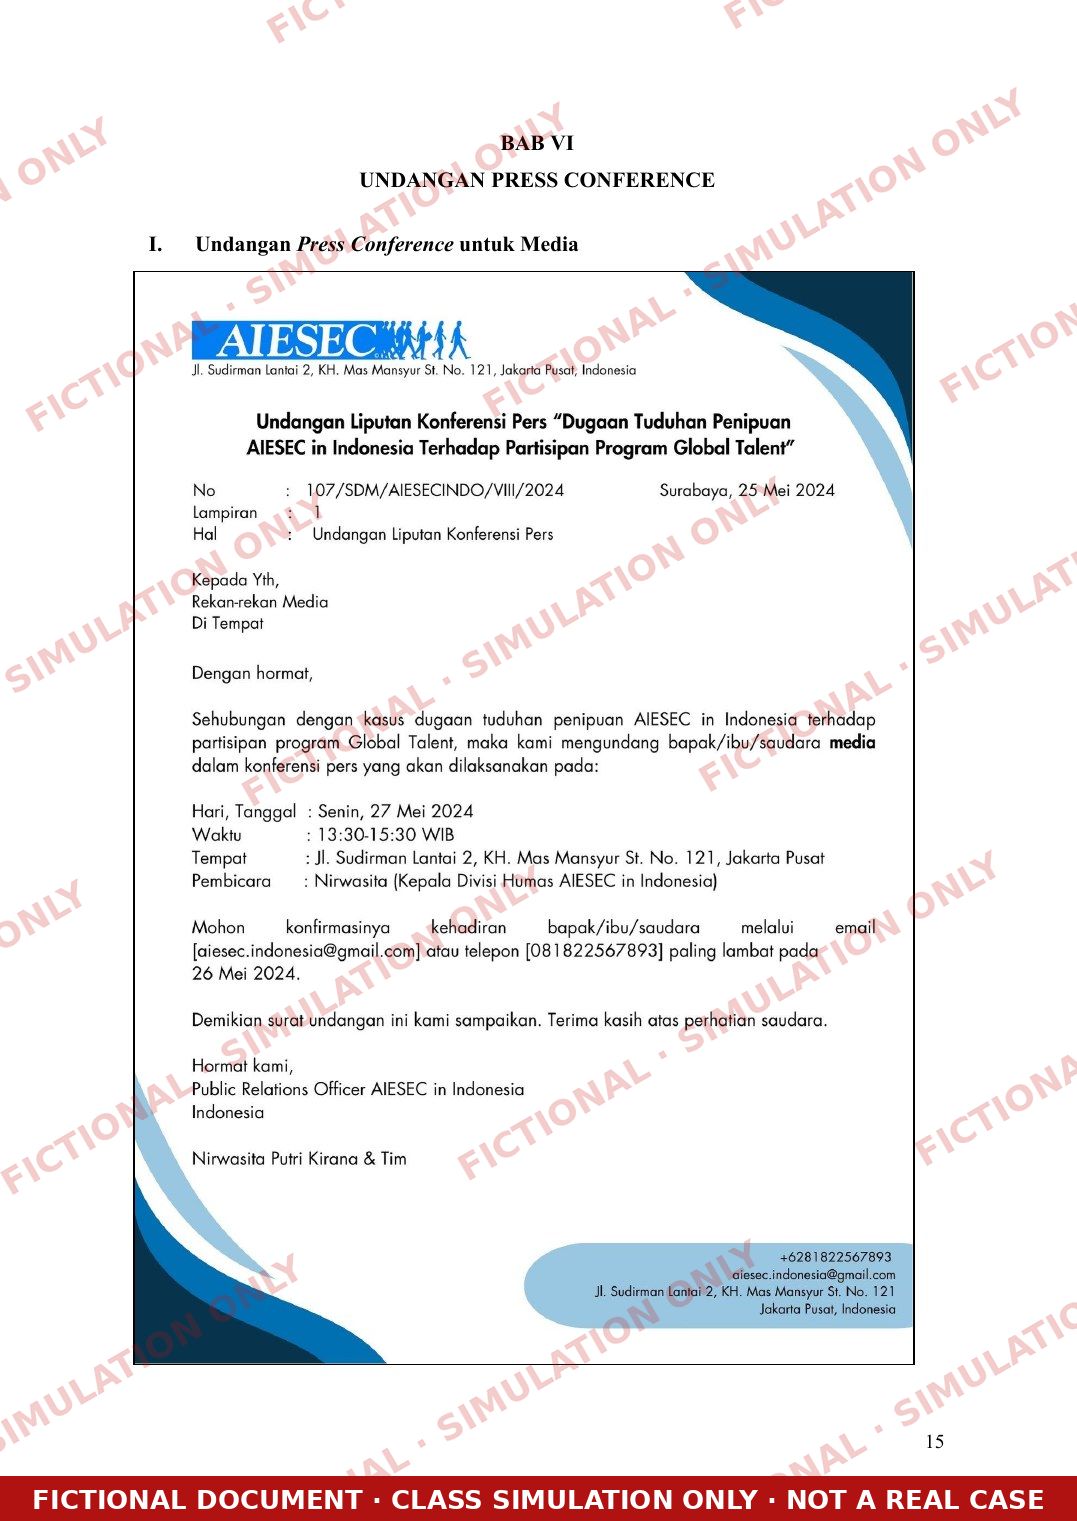 BAB VI
UNDANGAN PRESS CONFERENCE
I. Undangan Press Conference untuk Media
AIESEC
Jl. Sudirman Lantai 2, KH. Mas Mansyur St. No. 121, Jakarta Pusat, Indonesia
Undangan Liputan Konferensi Pers “Dugaan Tuduhan Penipuan
AIESEC in Indonesia Terhadap Partisipan Program Global Talent”
No : 107/SDM/AIESECINDO/VIII/2024 Surabaya, 25 Mei 2024
Lampiran : 1
Hal : Undangan Liputan Konferensi Pers
Kepada Yth,
Rekan-rekan Media
Di Tempat
Dengan hormat,
Sehubungan dengan kasus dugaan tuduhan penipuan AIESEC in Indonesia terhadap
partisipan program Global Talent, maka kami mengundang bapak/ibu/saudara media
dalam konferensi pers yang akan dilaksanakan pada:
Hari, Tanggal : Senin, 27 Mei 2024
Waktu : 13:30-15:30 WIB
Tempat : Jl. Sudirman Lantai 2, KH. Mas Mansyur St. No. 121, Jakarta Pusat
Pembicara : Nirwasita (Kepala Divisi Humas AIESEC in Indonesia)
Mohon konfirmasinya kehadiran bapak/ibu/saudara melalui email
[aiesec.indonesia@gmail.com] atau telepon [081822567893] paling lambat pada
26 Mei 2024.
Demikian surat undangan ini kami sampaikan. Terima kasih atas perhatian saudara.
Hormat kami,
Public Relations Officer AIESEC in Indonesia
Indonesia
Nirwasita Putri Kirana & Tim
+6281822567893
aiesec.indonesia@gmail.com
Jl. Sudirman Lantai 2, KH. Mas Mansyur St. No. 121
Jakarta Pusat, Indonesia
15
FICTIONAL · SIMULATION ONLY
FICTIONAL DOCUMENT · CLASS SIMULATION ONLY · NOT A REAL CASE